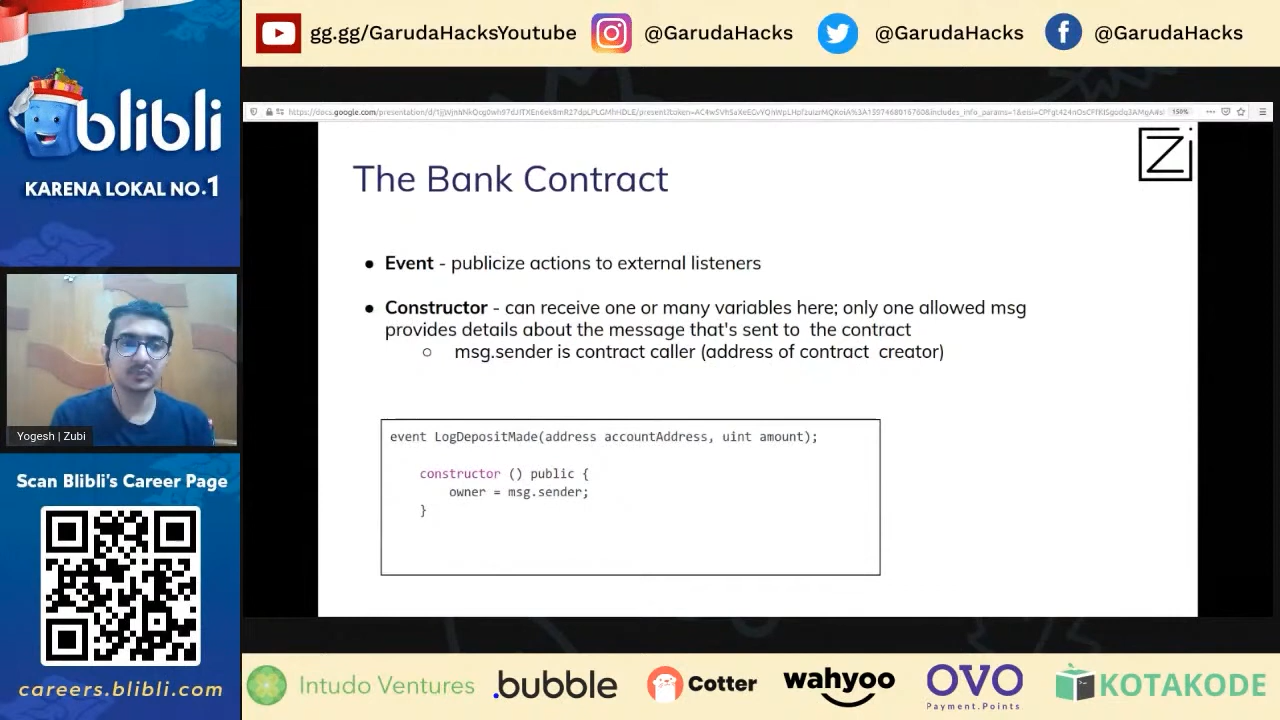 gg.gg/GarudaHacksYoutube
@GarudaHacks
@GarudaHacks
@GarudaHacks
blibli
KARENA LOKAL NO.1
Zi
The Bank Contract
● Event - publicize actions to external listeners
● Constructor - can receive one or many variables here; only one allowed msg
provides details about the message that's sent to the contract
○ msg.sender is contract caller (address of contract creator)
event LogDepositMade(address accountAddress, uint amount);
constructor () public {
owner = msg.sender;
}
Yogesh | Zubi
Scan Blibli's Career Page
careers.blibli.com
150%
Intudo Ventures
.bubble
Cotter
wahyoo
OVO
Payment.Points
KOTAKODE